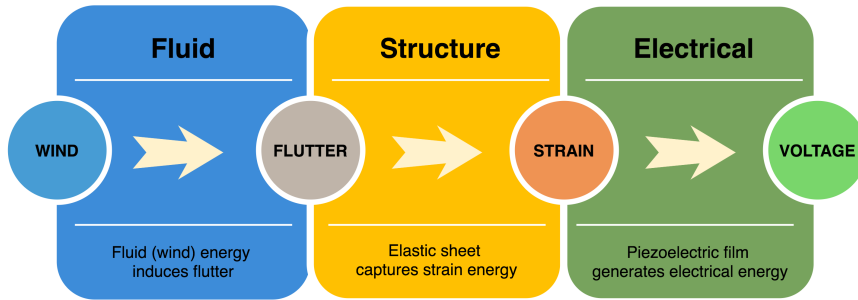 Fluid
Structure
Electrical
WIND
FLUTTER
STRAIN
VOLTAGE
Fluid (wind) energy
induces flutter
Elastic sheet
captures strain energy
Piezoelectric film
generates electrical energy